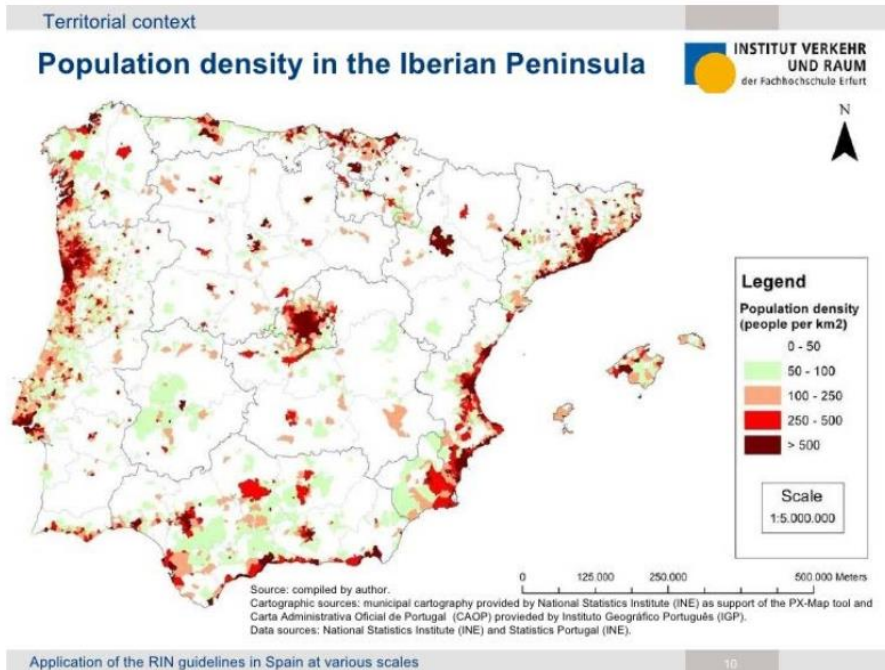 Territorial context
Population density in the Iberian Peninsula
INSTITUT VERKEHR
UND RAUM
der Fachhochschule Erfurt
N
Legend
Population density
(people per km2)
0 - 50
50 - 100
100 - 250
250 - 500
> 500
Scale
1:5.000.000
0 125.000 250.000 500.000 Meters
Source: compiled by author.
Cartographic sources: municipal cartography provided by National Statistics Institute (INE) as support of the PX-Map tool and
Carta Administrativa Oficial de Portugal (CAOP) provieded by Instituto Geográfico Português (IGP).
Data sources: National Statistics Institute (INE) and Statistics Portugal (INE).
Application of the RIN guidelines in Spain at various scales
10